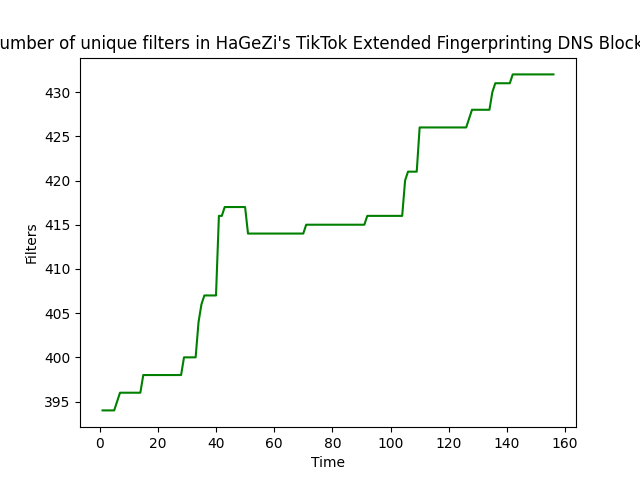 umber of unique filters in HaGeZi's TikTok Extended Fingerprinting DNS Block
430
425
420
415
410
405
400
395
Filters
0 20 40 60 80 100 120 140 160
Time